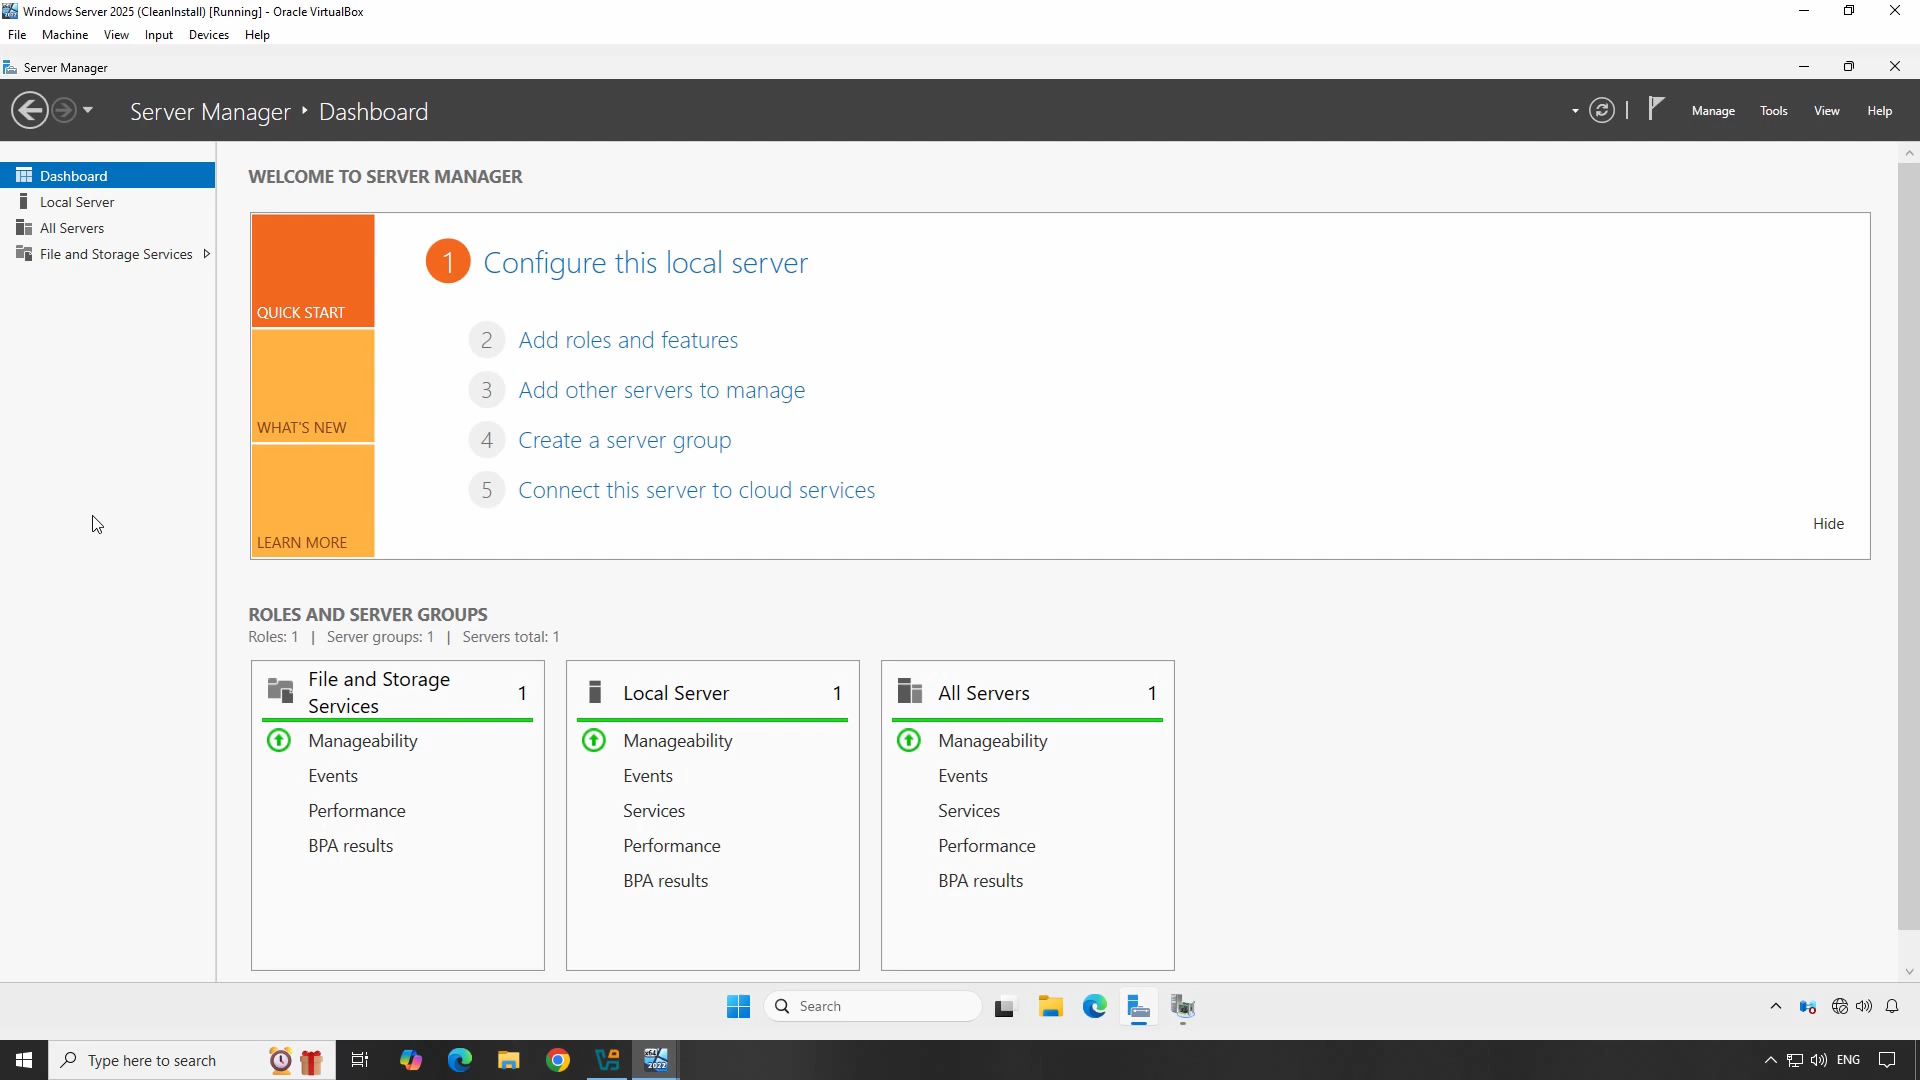 Windows Server 2025 (CleanInstall) [Running] - Oracle VirtualBox
File Machine View Input Devices Help
Server Manager
Server Manager Dashboard
Manage Tools View Help
Dashboard
Local Server
All Servers
File and Storage Services
WELCOME TO SERVER MANAGER
QUICK START
WHAT'S NEW
LEARN MORE
1 Configure this local server
2 Add roles and features
3 Add other servers to manage
4 Create a server group
5 Connect this server to cloud services
Hide
ROLES AND SERVER GROUPS
Roles: 1 | Server groups: 1 | Servers total: 1
File and Storage
Services 1
Manageability
Events
Performance
BPA results
Local Server 1
Manageability
Events
Services
Performance
BPA results
All Servers 1
Manageability
Events
Services
Performance
BPA results
Search
Type here to search
x64
2022
ENG